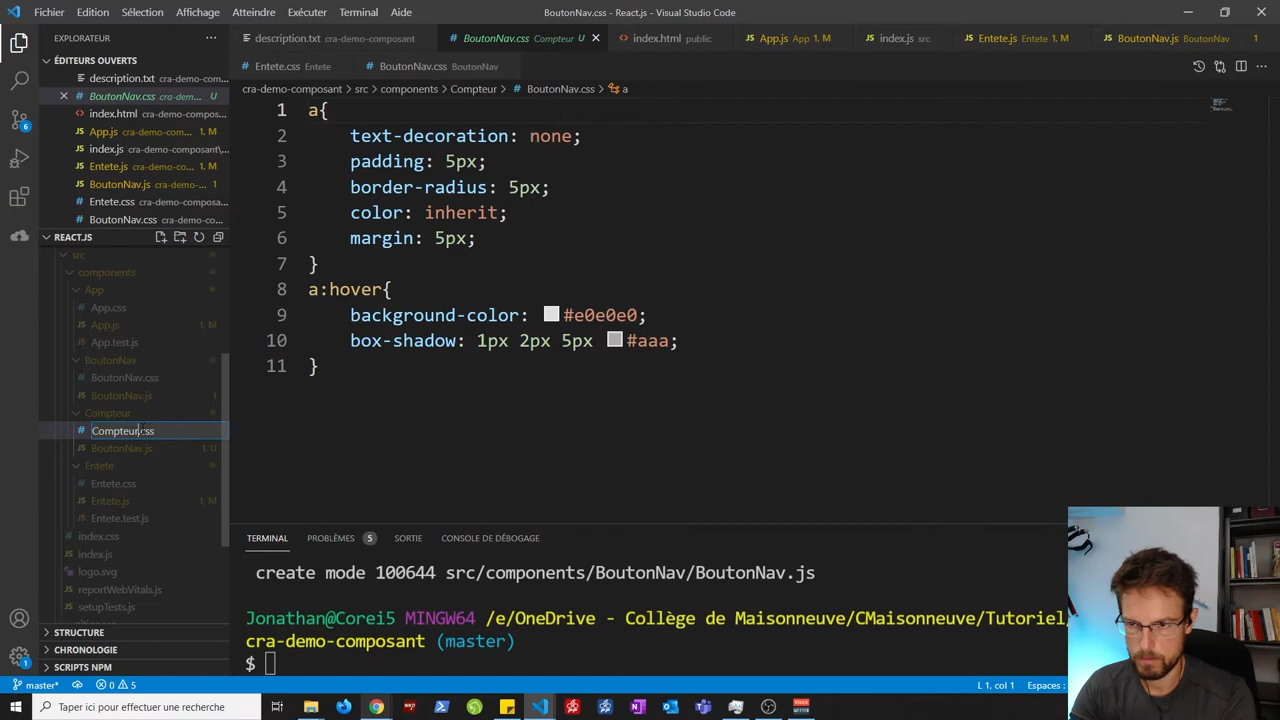 Fichier Edition Sélection Affichage Atteindre Exécuter Terminal Aide
BoutonNav.css - React.js - Visual Studio Code
EXPLORATEUR
ÉDITEURS OUVERTS
description.txt cra-demo-com...
BoutonNav.css cra-dem... U
index.html cra-demo-compos...
App.js cra-demo-com... 1, M
index.js cra-demo-composant\...
Entete.js cra-demo-co... 1, M
BoutonNav.js cra-demo-... 1
Entete.css cra-demo-composa...
BoutonNav.css cra-demo-co...
REACT.JS
src
components
App
App.css
App.js 1, M
App.test.js
BoutonNav
BoutonNav.css
BoutonNav.js 1
Compteur
Compteur.css
BoutonNav.js 1, U
Entete
Entete.css
Entete.js 1, M
Entete.test.js
index.css
index.js
logo.svg
reportWebVitals.js
setupTests.js
STRUCTURE
CHRONOLOGIE
SCRIPTS NPM
description.txt cra-demo-composant
BoutonNav.css Compteur U
index.html public
App.js App 1, M
index.js src
Entete.js Entete 1, M
BoutonNav.js BoutonNav 1
Entete.css Entete
BoutonNav.css BoutonNav
cra-demo-composant > src > components > Compteur > BoutonNav.css > a
1 a{
2 text-decoration: none;
3 padding: 5px;
4 border-radius: 5px;
5 color: inherit;
6 margin: 5px;
7 }
8 a:hover{
9 background-color: #e0e0e0;
10 box-shadow: 1px 2px 5px #aaa;
11 }
TERMINAL PROBLÈMES 5 SORTIE CONSOLE DE DÉBOGAGE
create mode 100644 src/components/BoutonNav/BoutonNav.js
Jonathan@Corei5 MINGW64 /e/OneDrive - Collège de Maisonneuve/CMaisonneuve/Tutoriel
cra-demo-composant (master)
$
master* 0 5
L 1, col 1 Espaces :
Taper ici pour effectuer une recherche